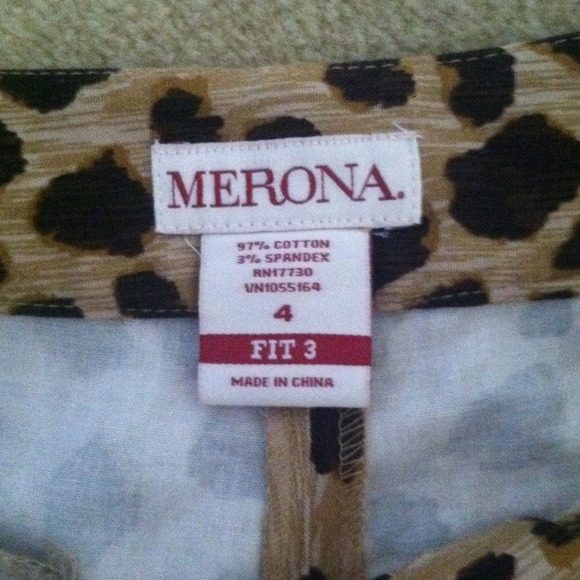 MERONA.
97% COTTON
3% SPANDEX
RN17730
VN1055164
4
FIT 3
MADE IN CHINA